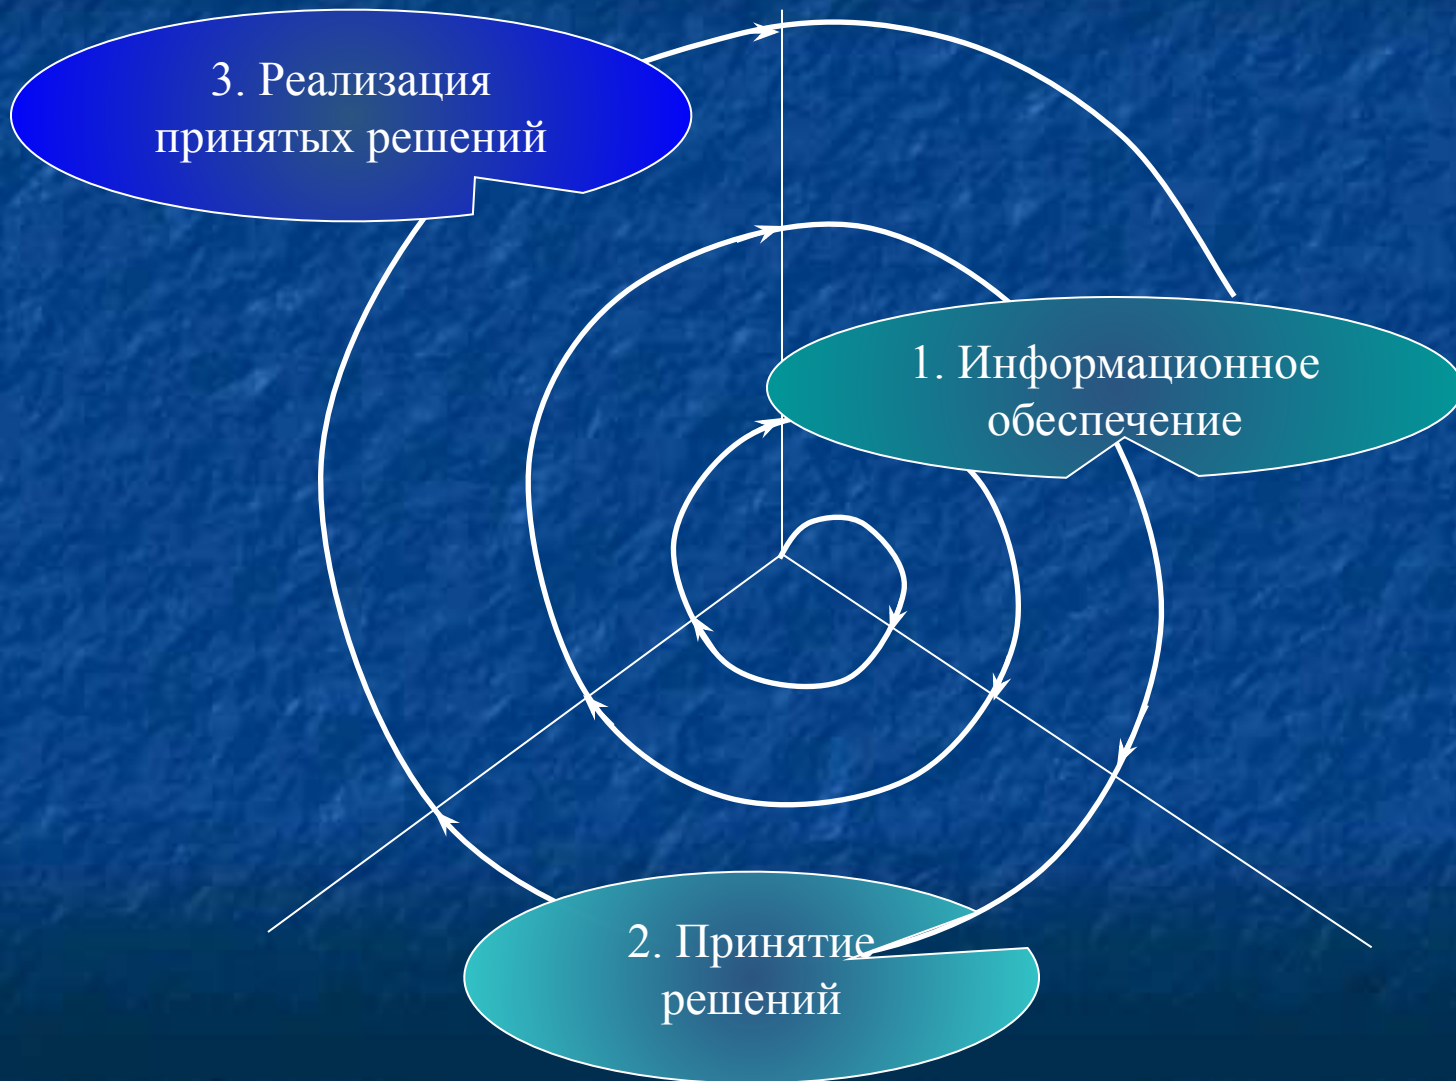 3. Реализация
принятых решений
1. Информационное
обеспечение
2. Принятие
решений